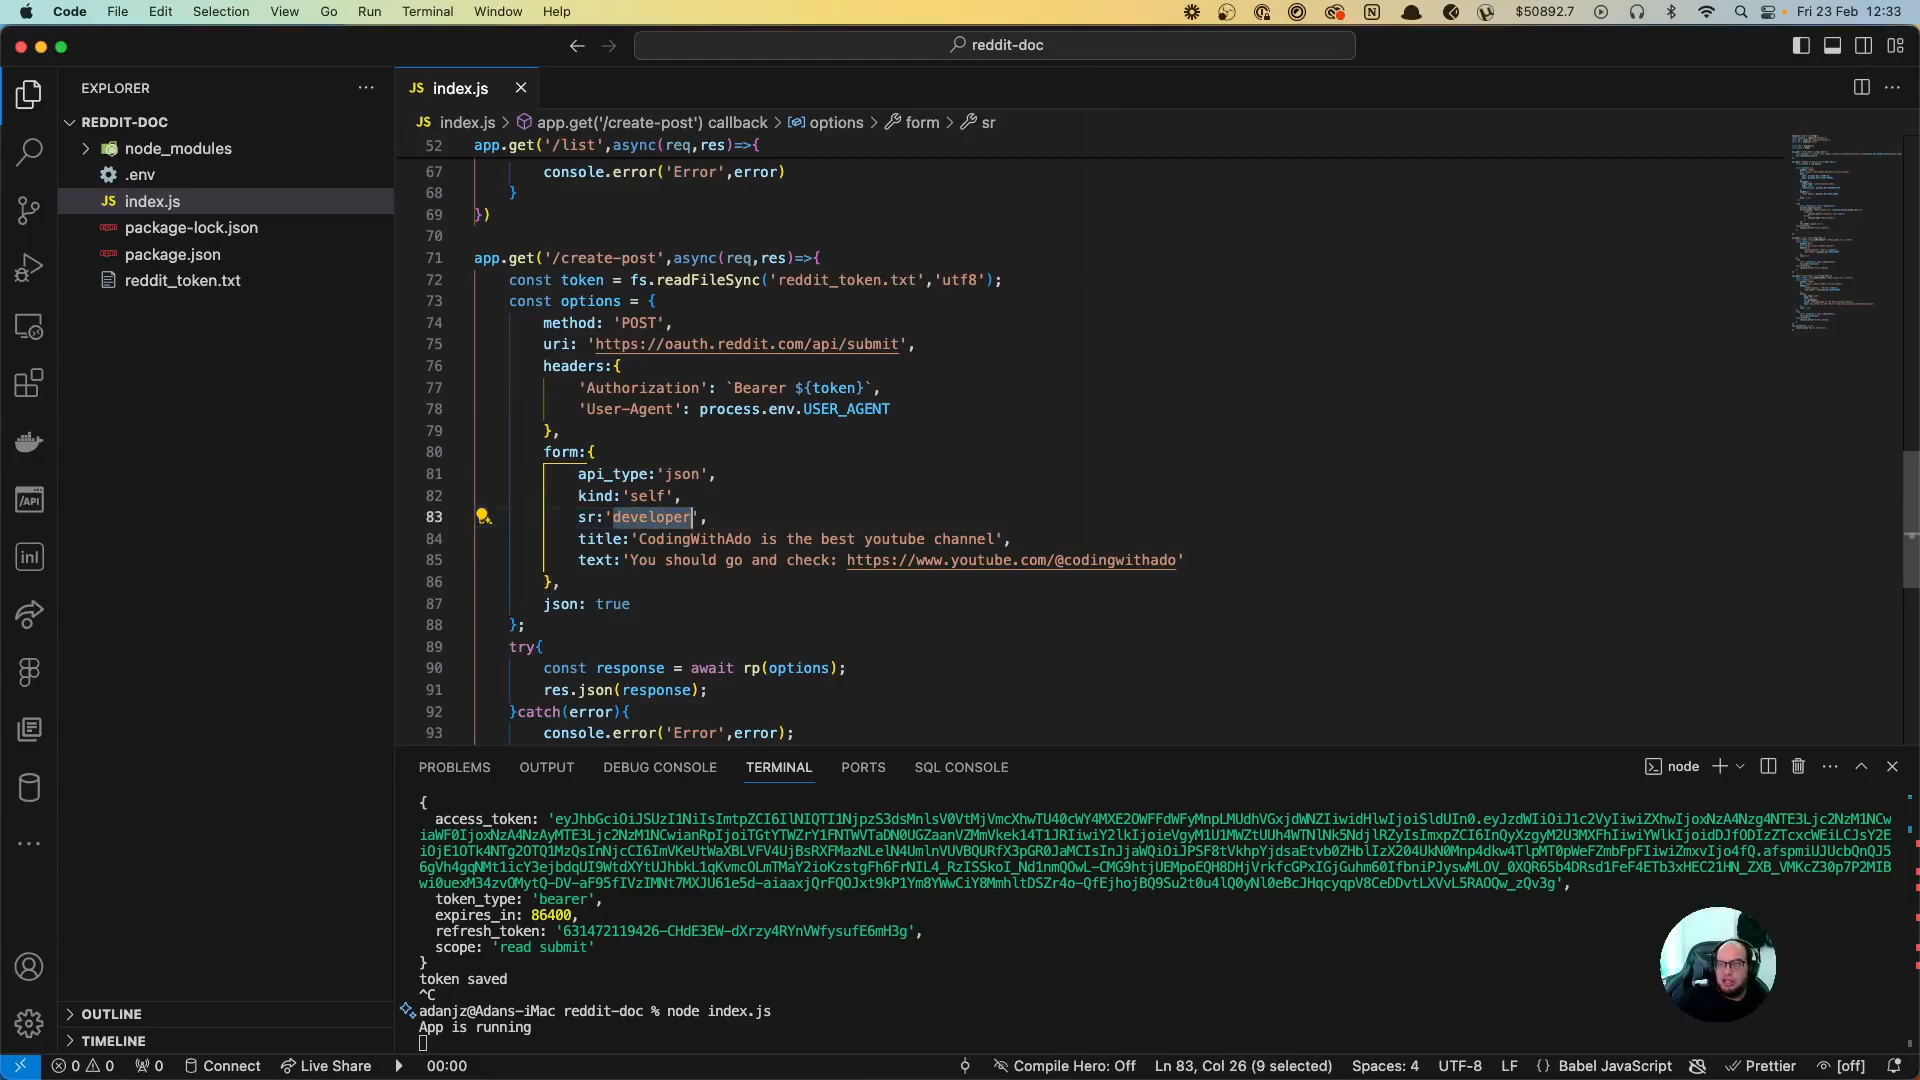 Code File Edit Selection View Go Run Terminal Window Help $50892.7 Fri 23 Feb 12:33
reddit-doc
EXPLORER
REDDIT-DOC
node_modules
.env
JS index.js
package-lock.json
package.json
reddit_token.txt
OUTLINE
TIMELINE
JS index.js
JS index.js > app.get('/create-post') callback > options > form > sr
52 app.get('/list',async(req,res)=>{
67 console.error('Error',error)
68 }
69 })
70
71 app.get('/create-post',async(req,res)=>{
72 const token = fs.readFileSync('reddit_token.txt','utf8');
73 const options = {
74 method: 'POST',
75 uri: 'https://oauth.reddit.com/api/submit',
76 headers:{
77 'Authorization': `Bearer ${token}`,
78 'User-Agent': process.env.USER_AGENT
79 },
80 form:{
81 api_type:'json',
82 kind:'self',
83 sr:'developer',
84 title:'CodingWithAdo is the best youtube channel',
85 text:'You should go and check: https://www.youtube.com/@codingwithado'
86 },
87 json: true
88 };
89 try{
90 const response = await rp(options);
91 res.json(response);
92 }catch(error){
93 console.error('Error',error);
PROBLEMS OUTPUT DEBUG CONSOLE TERMINAL PORTS SQL CONSOLE node
{
access_token:
token_type: 'bearer',
expires_in: 86400,
refresh_token:
scope: 'read submit'
}
token saved
^C
adanjz@Adans-iMac reddit-doc % node index.js
App is running
0 0 0 Connect Live Share 00:00 Compile Hero: Off Ln 83, Col 26 (9 selected) Spaces: 4 UTF-8 LF {} Babel JavaScript Prettier [off]